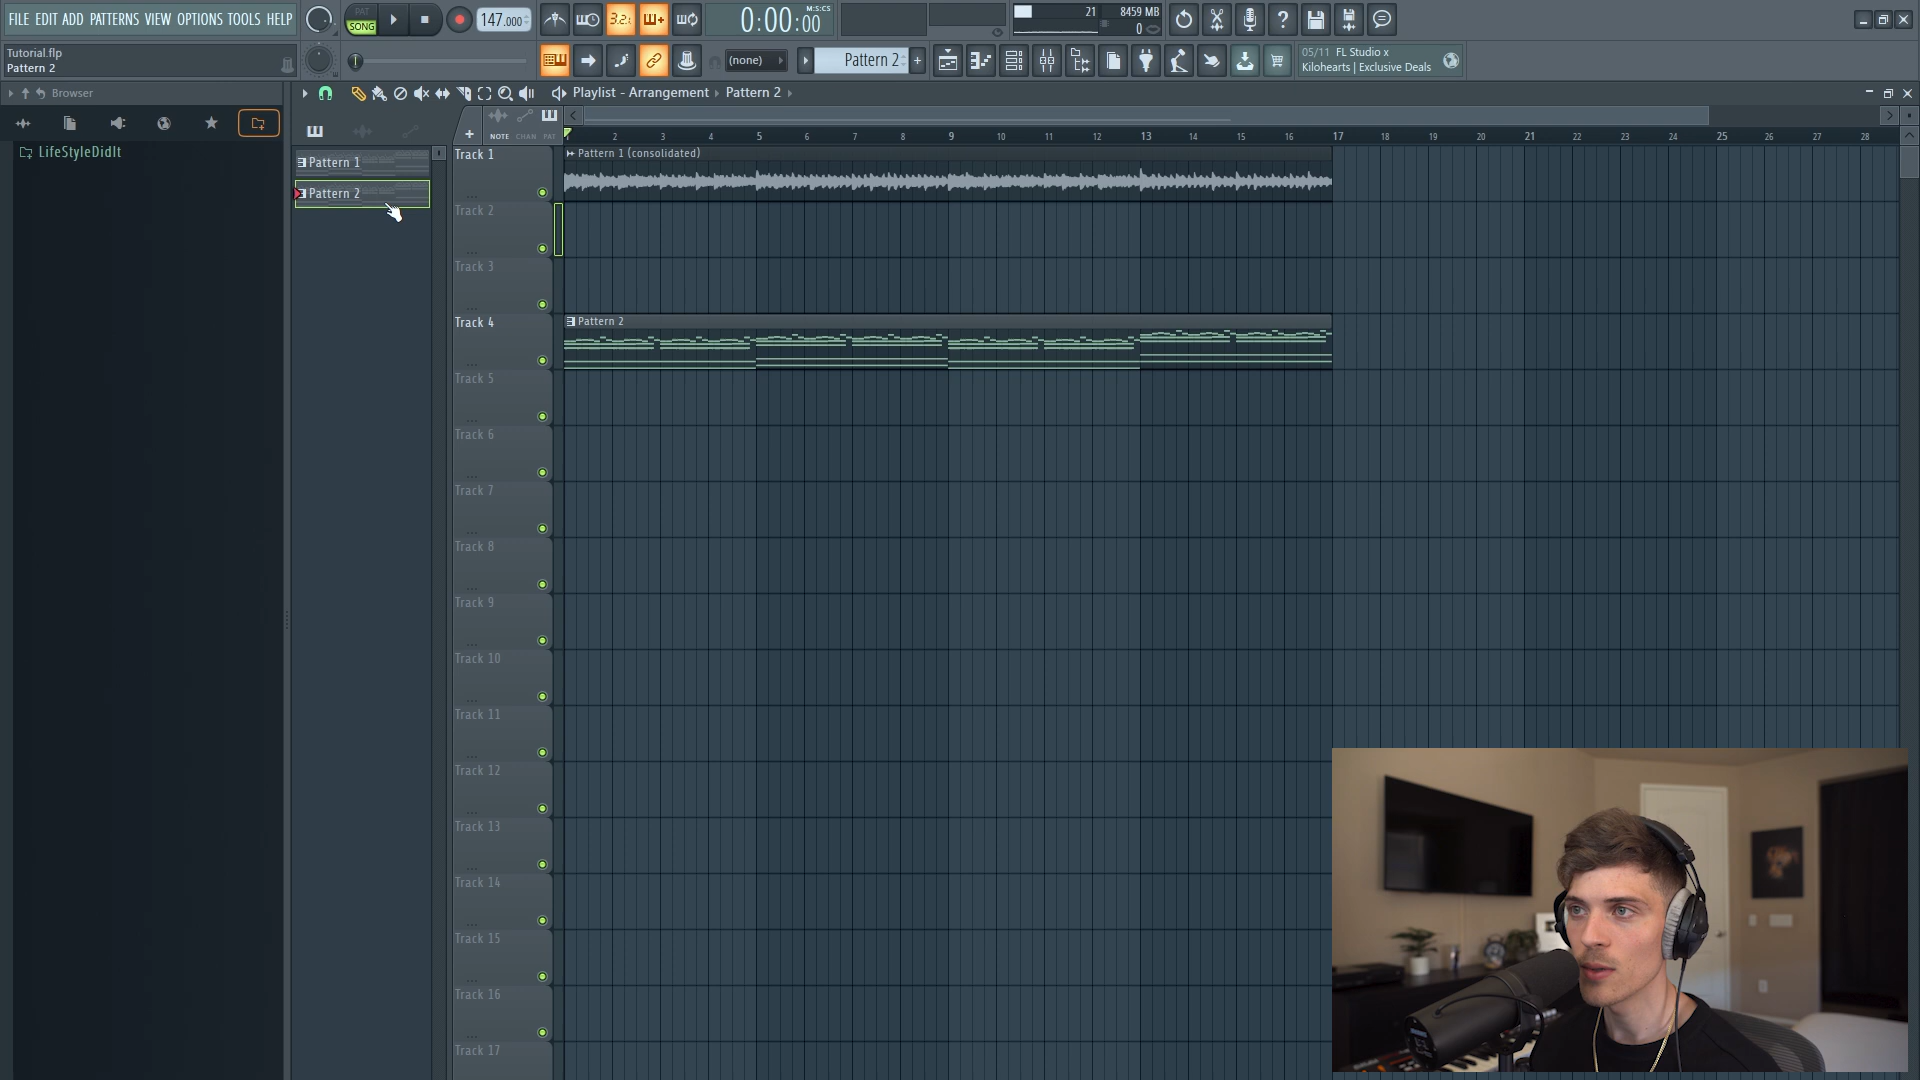 FILE EDIT ADD PATTERNS VIEW OPTIONS TOOLS HELP
PAT
SONG
147.000
3.2.
0:00:00
M:S:CS
21
8459 MB
0
Tutorial.flp
Pattern 2
(none)
Pattern 2
+
05/11 FL Studio x
Kilohearts | Exclusive Deals
Browser
Playlist - Arrangement › Pattern 2 ›
NOTE CHAN PAT
2 3 4 5 6 7 8 9 10 11 12 13 14 15 16 17 18 19 20 21 22 23 24 25 26 27 28
LifeStyleDidIt
Pattern 1
Pattern 2
Track 1
Pattern 1 (consolidated)
Track 2
Track 3
Track 4
Pattern 2
Track 5
Track 6
Track 7
Track 8
Track 9
Track 10
Track 11
Track 12
Track 13
Track 14
Track 15
Track 16
Track 17